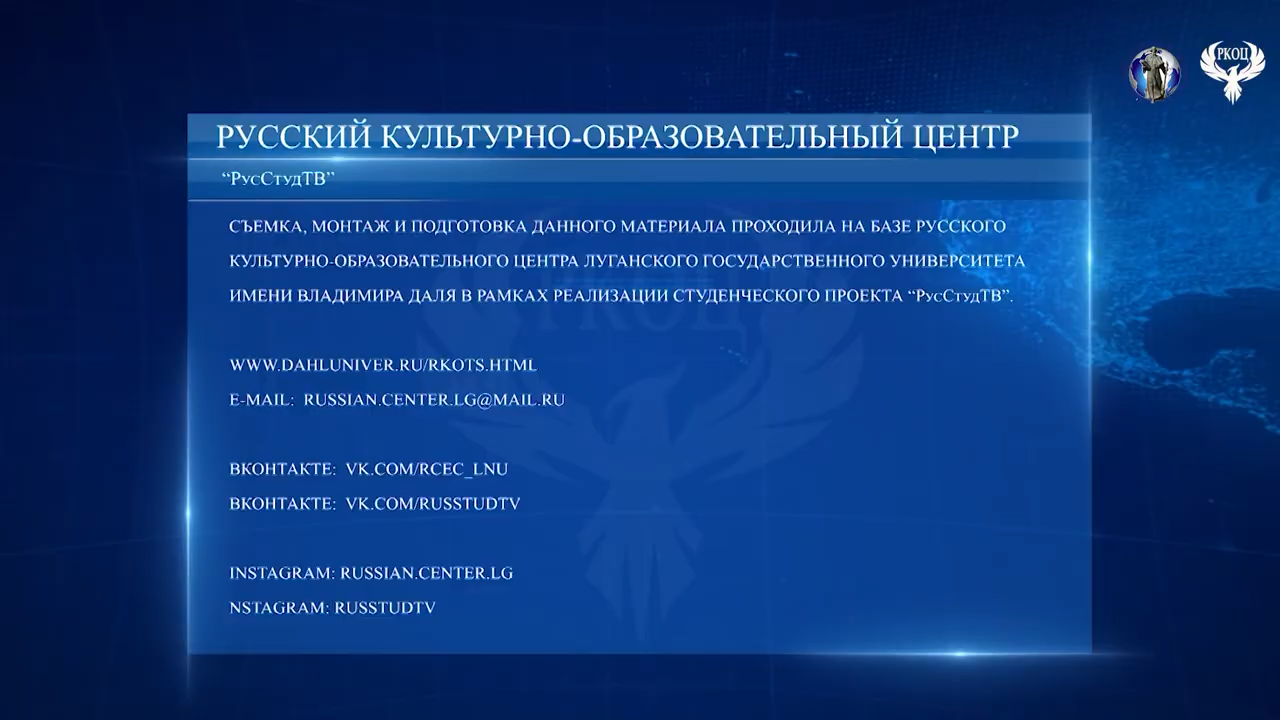 РКОЦ
РУССКИЙ КУЛЬТУРНО-ОБРАЗОВАТЕЛЬНЫЙ ЦЕНТР
“РусСтудТВ”
СЪЕМКА, МОНТАЖ И ПОДГОТОВКА ДАННОГО МАТЕРИАЛА ПРОХОДИЛА НА БАЗЕ РУССКОГО
КУЛЬТУРНО-ОБРАЗОВАТЕЛЬНОГО ЦЕНТРА ЛУГАНСКОГО ГОСУДАРСТВЕННОГО УНИВЕРСИТЕТА
ИМЕНИ ВЛАДИМИРА ДАЛЯ В РАМКАХ РЕАЛИЗАЦИИ СТУДЕНЧЕСКОГО ПРОЕКТА “РусСтудТВ”.
РКОЦ
WWW.DAHLUNIVER.RU/RKOTS.HTML
E-MAIL: RUSSIAN.CENTER.LG@MAIL.RU
ВКОНТАКТЕ: VK.COM/RCEC_LNU
ВКОНТАКТЕ: VK.COM/RUSSTUDTV
INSTAGRAM: RUSSIAN.CENTER.LG
NSTAGRAM: RUSSTUDTV